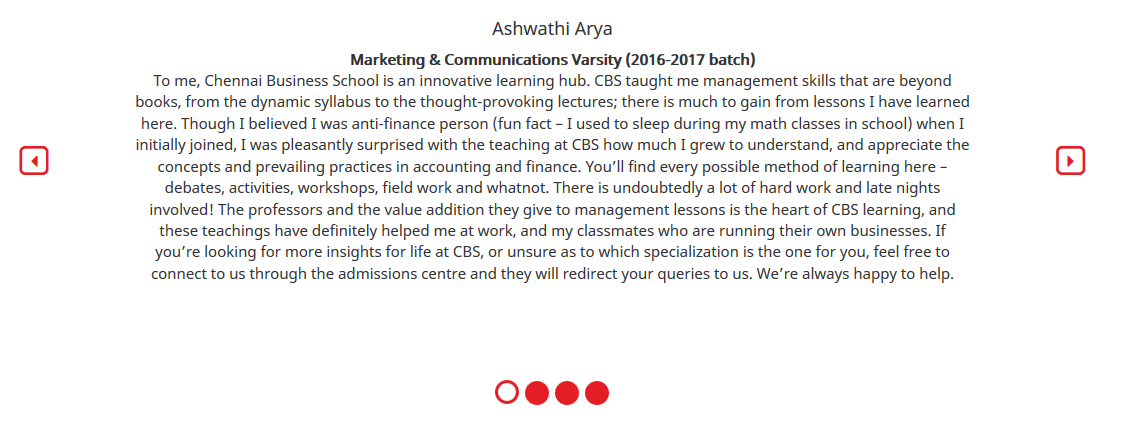 Ashwathi Arya
Marketing & Communications Varsity (2016-2017 batch)
To me, Chennai Business School is an innovative learning hub. CBS taught me management skills that are beyond
books, from the dynamic syllabus to the thought-provoking lectures; there is much to gain from lessons I have learned
here. Though I believed I was anti-finance person (fun fact – I used to sleep during my math classes in school) when I
initially joined, I was pleasantly surprised with the teaching at CBS how much I grew to understand, and appreciate the
concepts and prevailing practices in accounting and finance. You’ll find every possible method of learning here –
debates, activities, workshops, field work and whatnot. There is undoubtedly a lot of hard work and late nights
involved! The professors and the value addition they give to management lessons is the heart of CBS learning, and
these teachings have definitely helped me at work, and my classmates who are running their own businesses. If
you’re looking for more insights for life at CBS, or unsure as to which specialization is the one for you, feel free to
connect to us through the admissions centre and they will redirect your queries to us. We’re always happy to help.